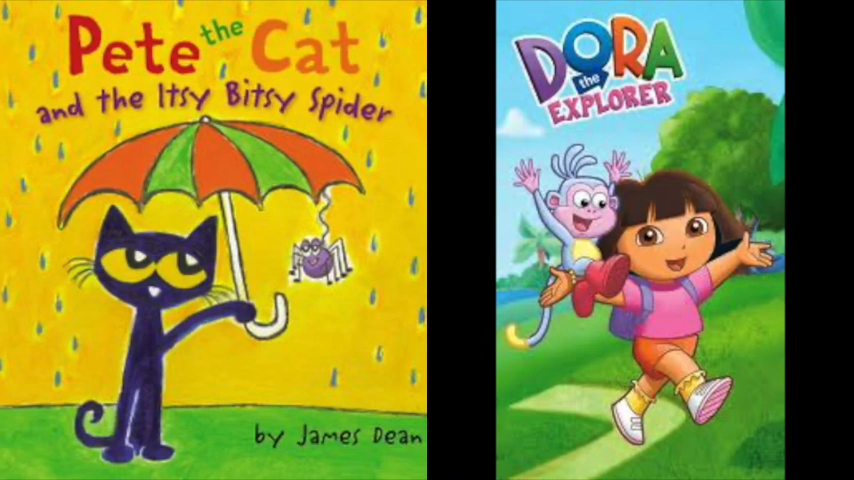 Pete the Cat
and the Itsy Bitsy Spider
by James Dean
DORA
the
EXPLORER